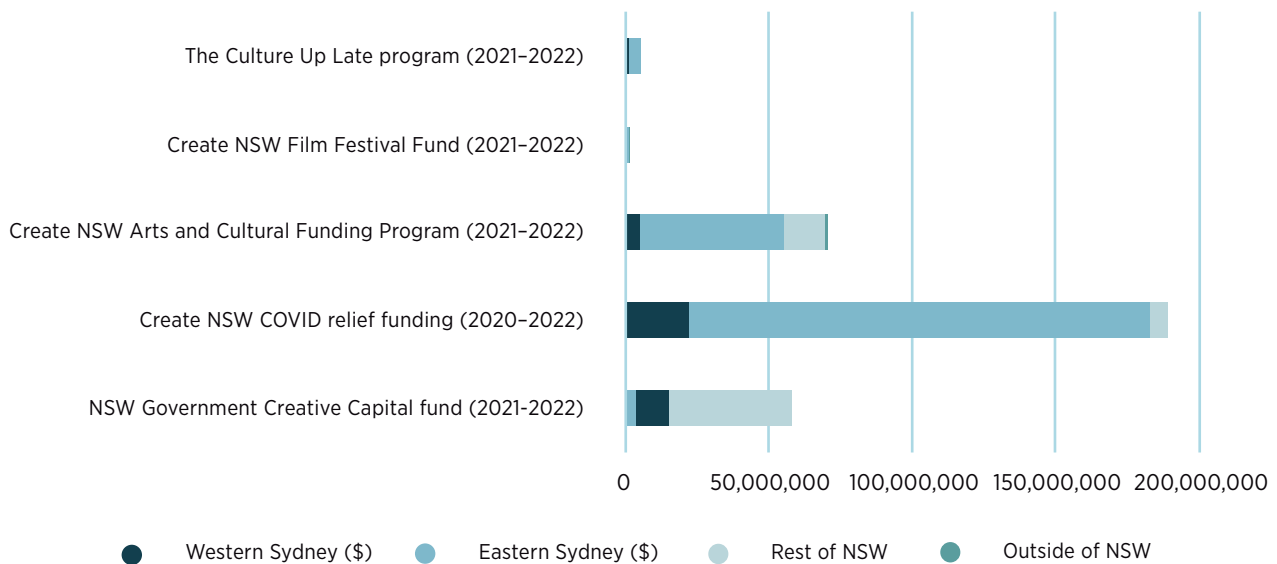 The Culture Up Late program (2021–2022)
Create NSW Film Festival Fund (2021–2022)
Create NSW Arts and Cultural Funding Program (2021–2022)
Create NSW COVID relief funding (2020–2022)
NSW Government Creative Capital fund (2021-2022)
0 50,000,000 100,000,000 150,000,000 200,000,000
Western Sydney ($) Eastern Sydney ($) Rest of NSW Outside of NSW